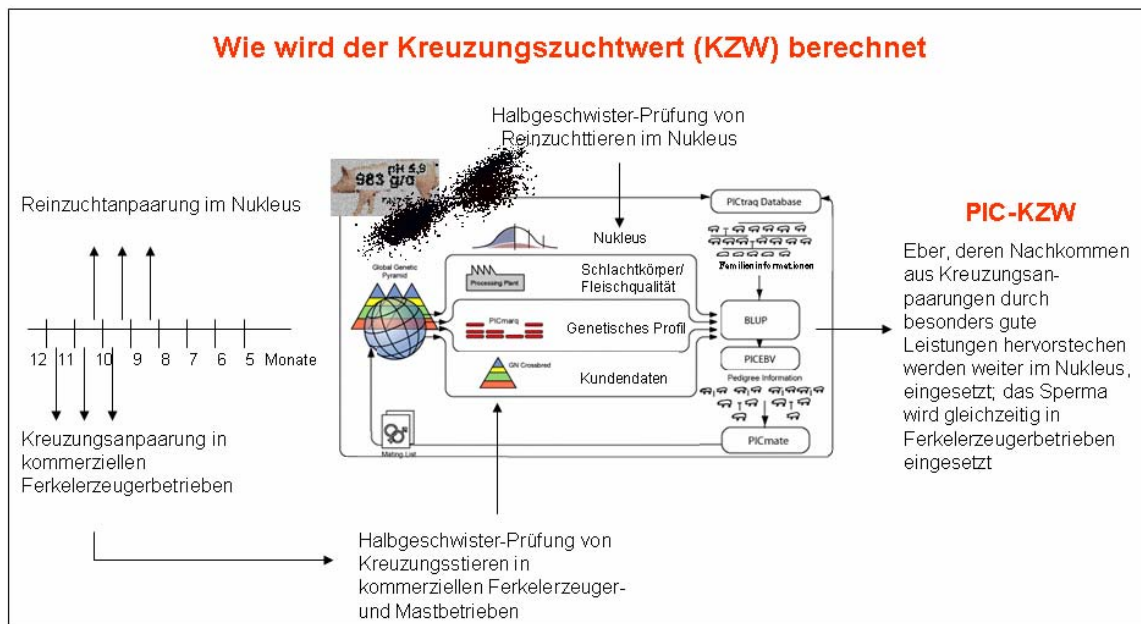 Wie wird der Kreuzungszuchtwert (KZW) berechnet
Halbgeschwister-Prüfung von
Reinzuchttieren im Nukleus
pH 5,9
983 g/d
Reinzuchtanpaarung im Nukleus
12 11 10 9 8 7 6 5 Monate
Kreuzungsanpaarung in
kommerziellen
Ferkelerzeugerbetrieben
Global Genetic
Pyramid
Nukleus
Processing Plant
Schlachtkörper/
Fleischqualität
PICmarq
Genetisches Profil
GN Crossbred
Kundendaten
Mating List
PICtraq Database
Familieninformationen
BLUP
PICEBV
Pedigree Information
PICmate
Halbgeschwister-Prüfung von
Kreuzungsstieren in
kommerziellen Ferkelerzeuger-
und Mastbetrieben
PIC-KZW
Eber, deren Nachkommen
aus Kreuzungsan-
paarungen durch
besonders gute
Leistungen hervorstechen
werden weiter im Nukleus,
eingesetzt; das Sperma
wird gleichzeitig in
Ferkelerzeugerbetrieben
eingesetzt